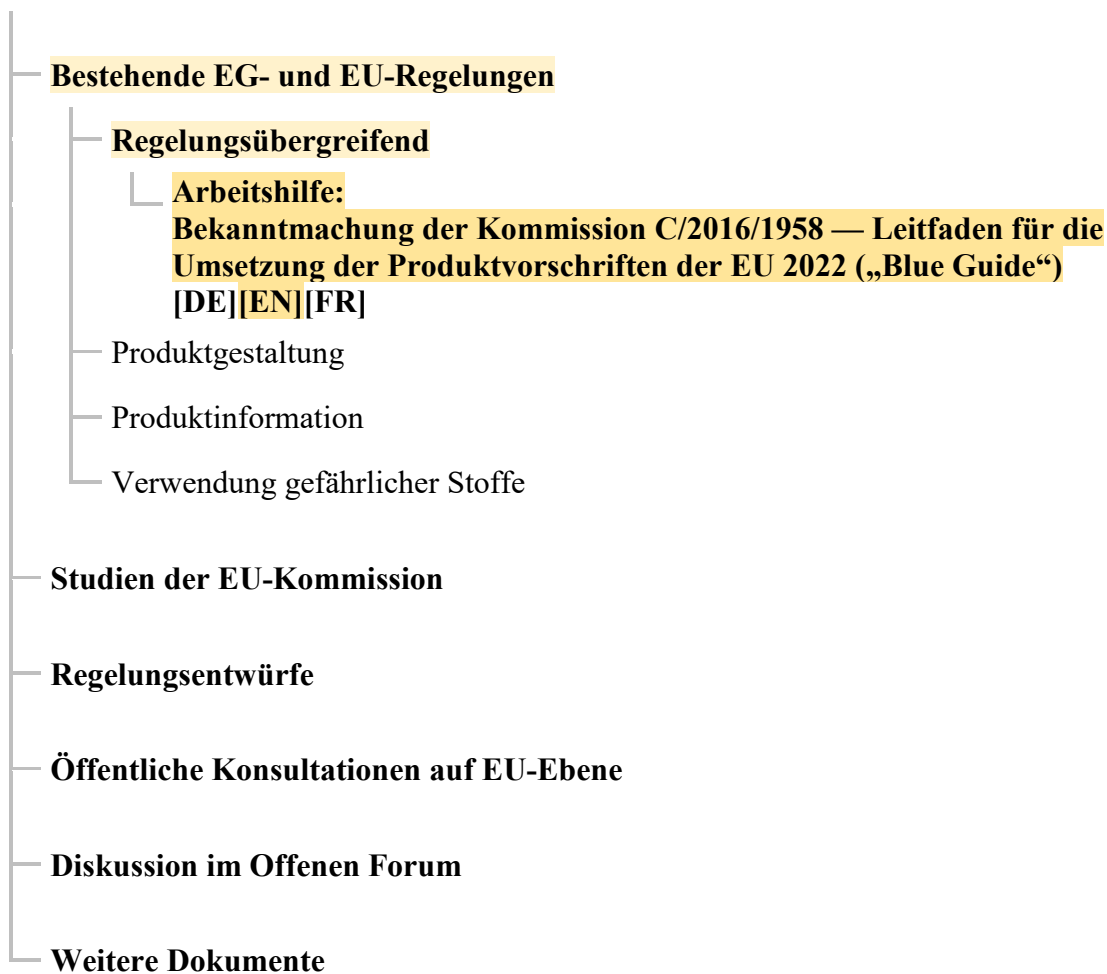 Bestehende EG- und EU-Regelungen
Regelungsübergreifend
Arbeitshilfe:
Bekanntmachung der Kommission C/2016/1958 — Leitfaden für die
Umsetzung der Produktvorschriften der EU 2022 („Blue Guide“)
[DE][EN][FR]
Produktgestaltung
Produktinformation
Verwendung gefährlicher Stoffe
Studien der EU-Kommission
Regelungsentwürfe
Öffentliche Konsultationen auf EU-Ebene
Diskussion im Offenen Forum
Weitere Dokumente